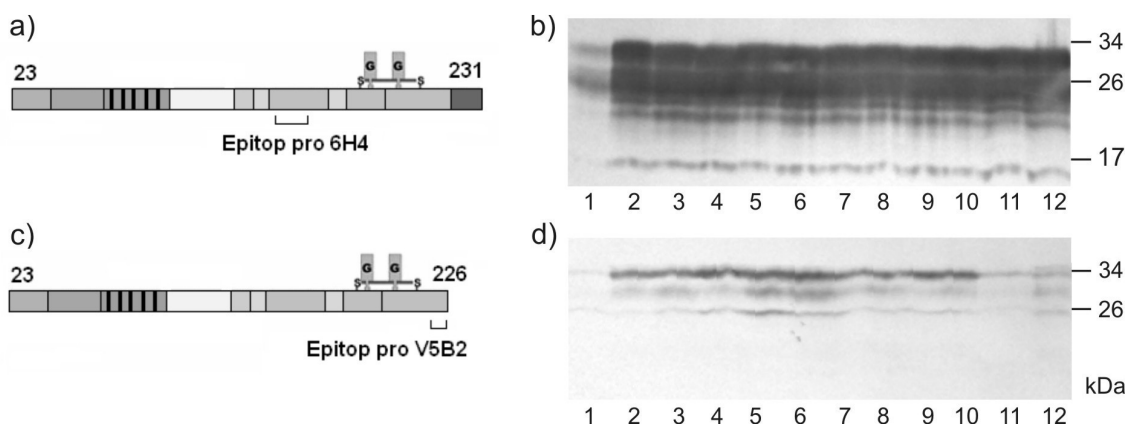 a)
23
G G
S S
231
Epitop pro 6H4
b)
34
26
17
1 2 3 4 5 6 7 8 9 10 11 12
c)
23
G G
S S
226
Epitop pro V5B2
d)
34
26
kDa
1 2 3 4 5 6 7 8 9 10 11 12